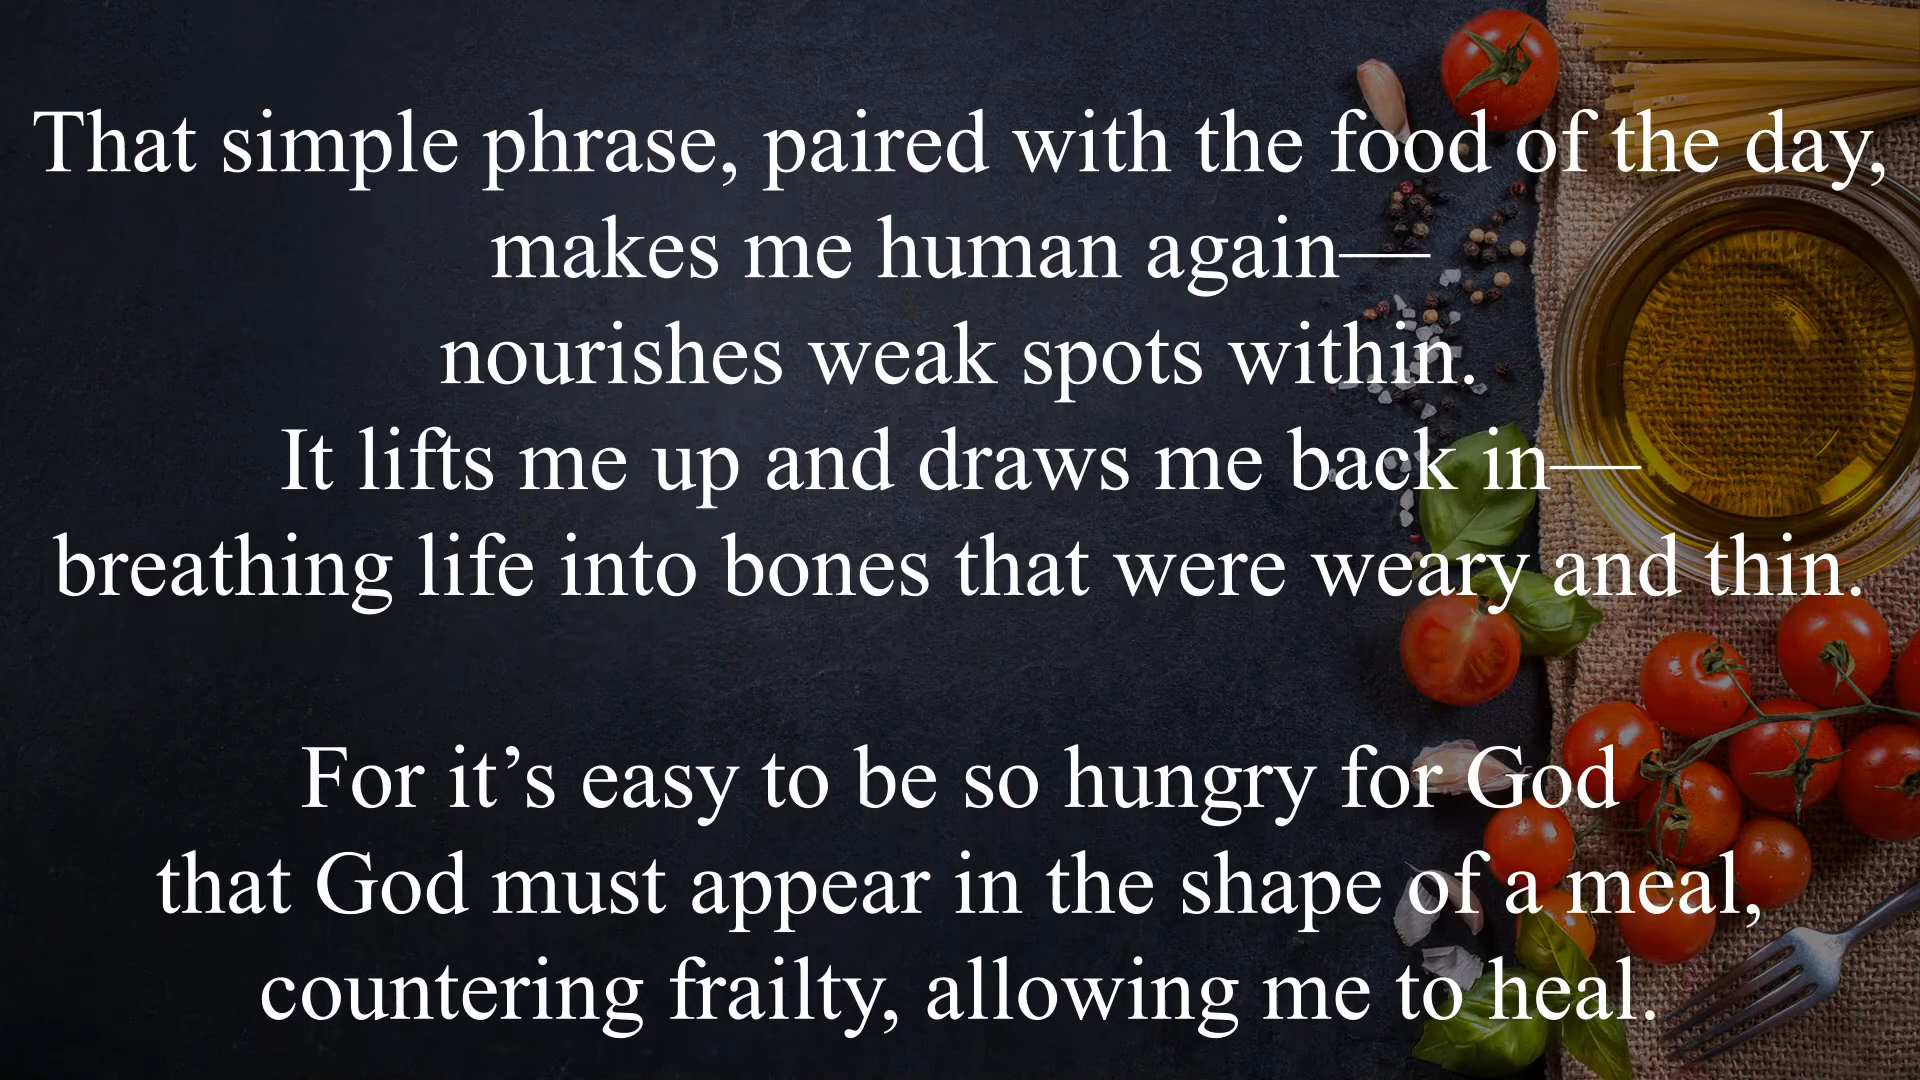 That simple phrase, paired with the food of the day,
makes me human again—
nourishes weak spots within.
It lifts me up and draws me back in—
breathing life into bones that were weary and thin.
For it’s easy to be so hungry for God
that God must appear in the shape of a meal,
countering frailty, allowing me to heal.